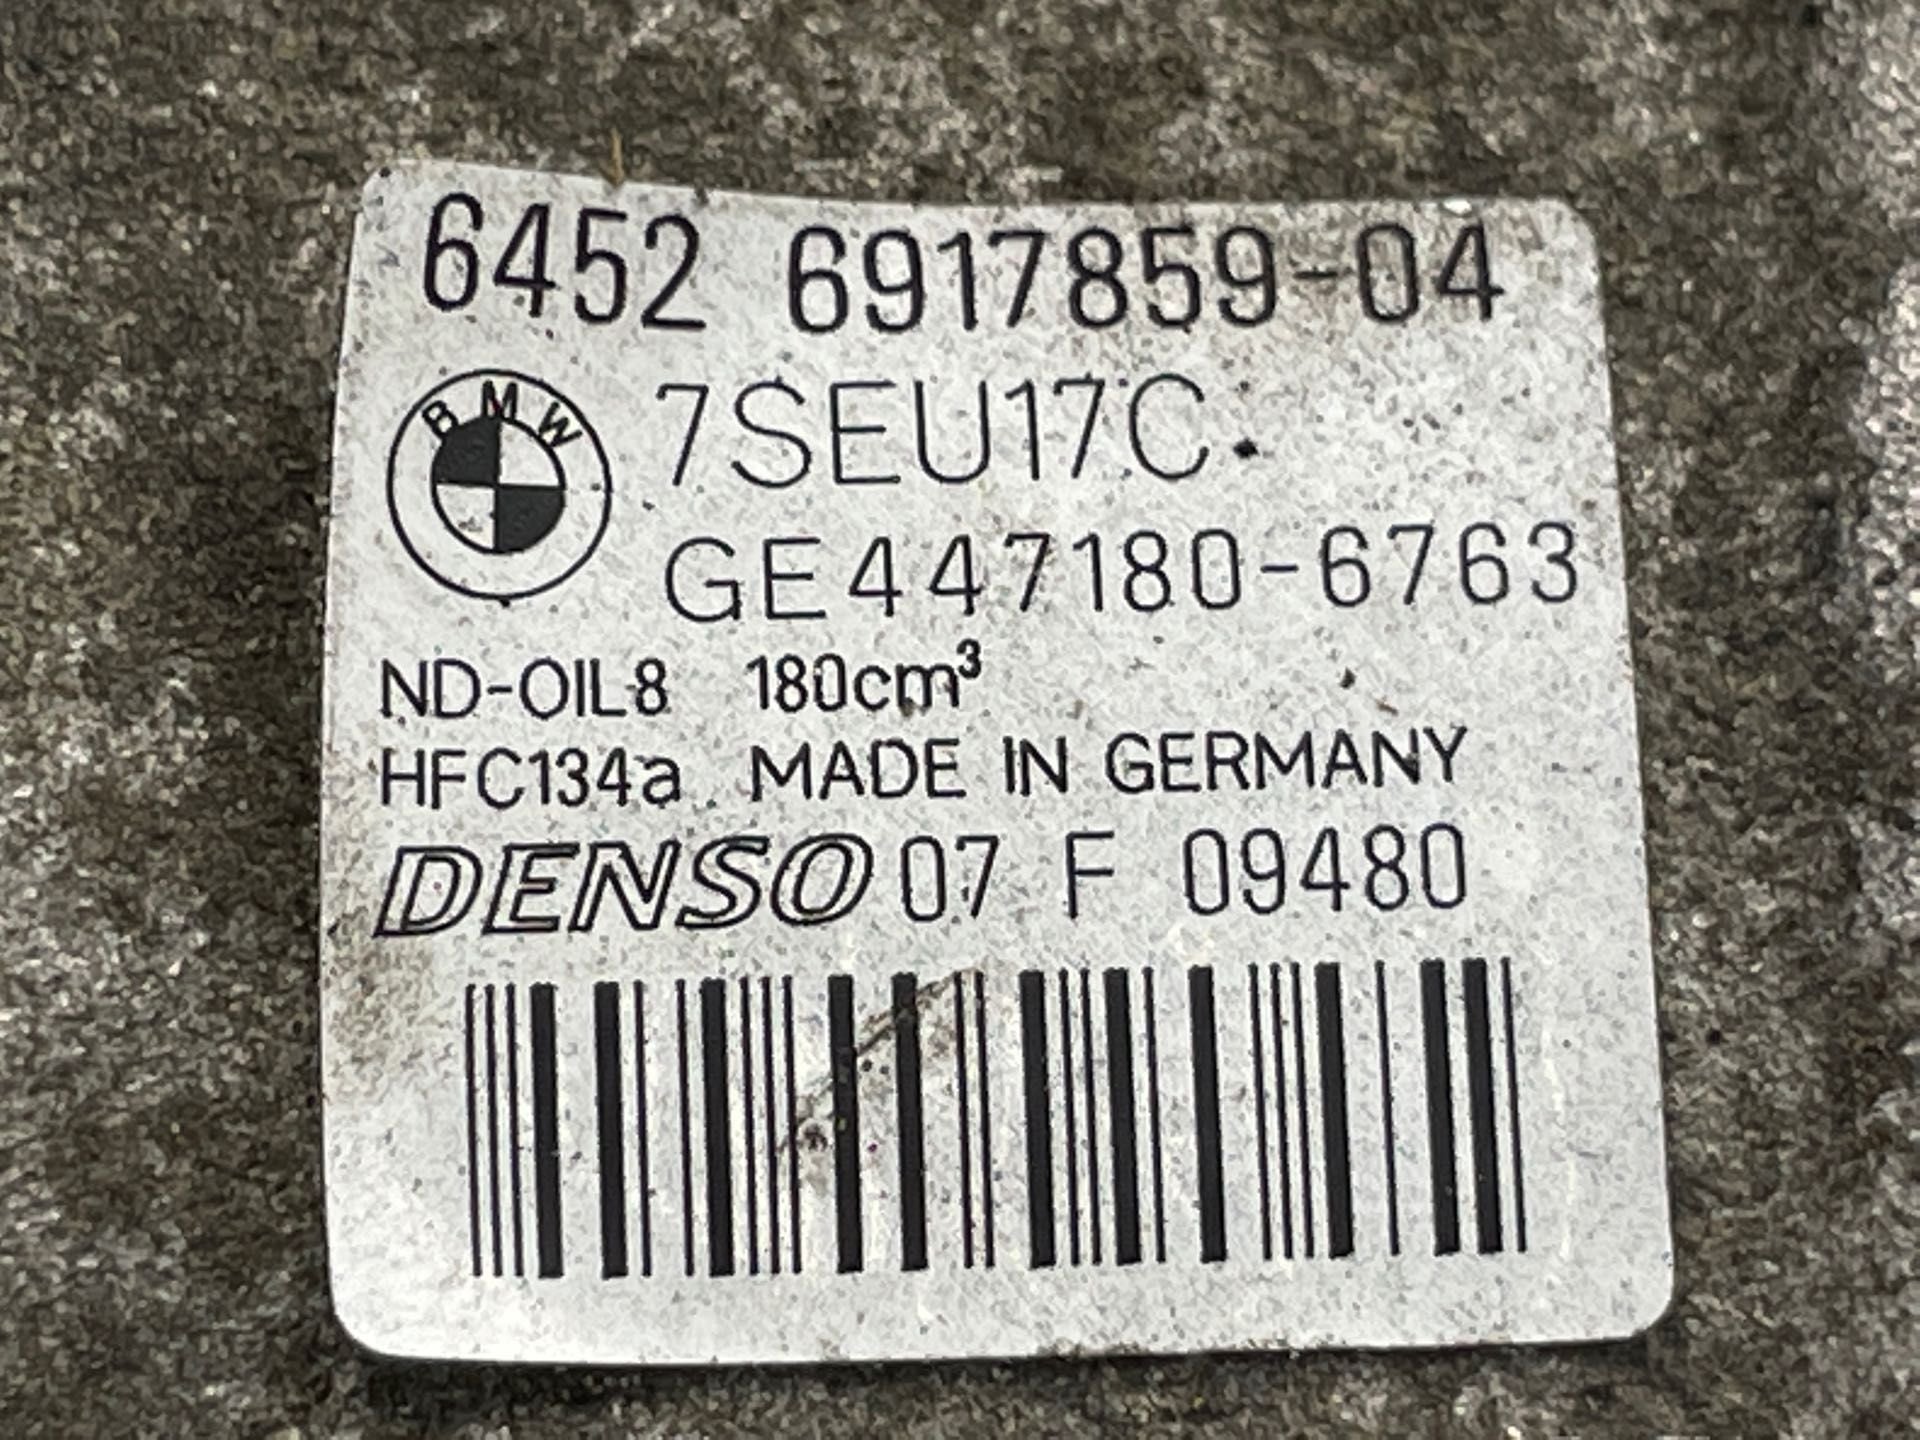 6452 6917859-04
BMW
7SEU17C
GE447180-6763
ND-OIL8 180cm³
HFC134a MADE IN GERMANY
DENSO 07 F 09480